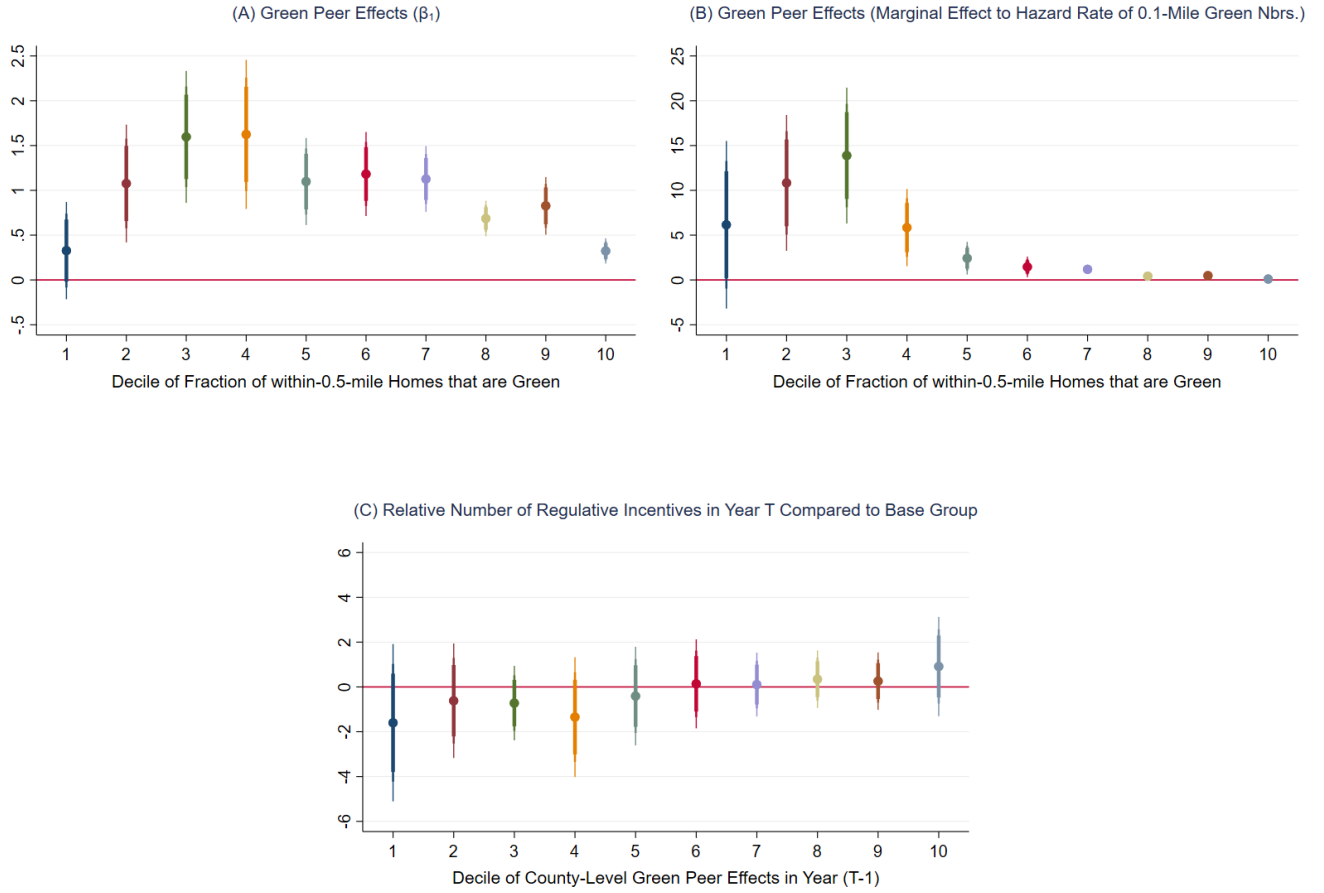 (A) Green Peer Effects (β₁)
2.5
2
1.5
1
.5
0
-.5
1 2 3 4 5 6 7 8 9 10
Decile of Fraction of within-0.5-mile Homes that are Green
(B) Green Peer Effects (Marginal Effect to Hazard Rate of 0.1-Mile Green Nbrs.)
25
20
15
10
5
0
-5
1 2 3 4 5 6 7 8 9 10
Decile of Fraction of within-0.5-mile Homes that are Green
(C) Relative Number of Regulative Incentives in Year T Compared to Base Group
6
4
2
0
-2
-4
-6
1 2 3 4 5 6 7 8 9 10
Decile of County-Level Green Peer Effects in Year (T-1)